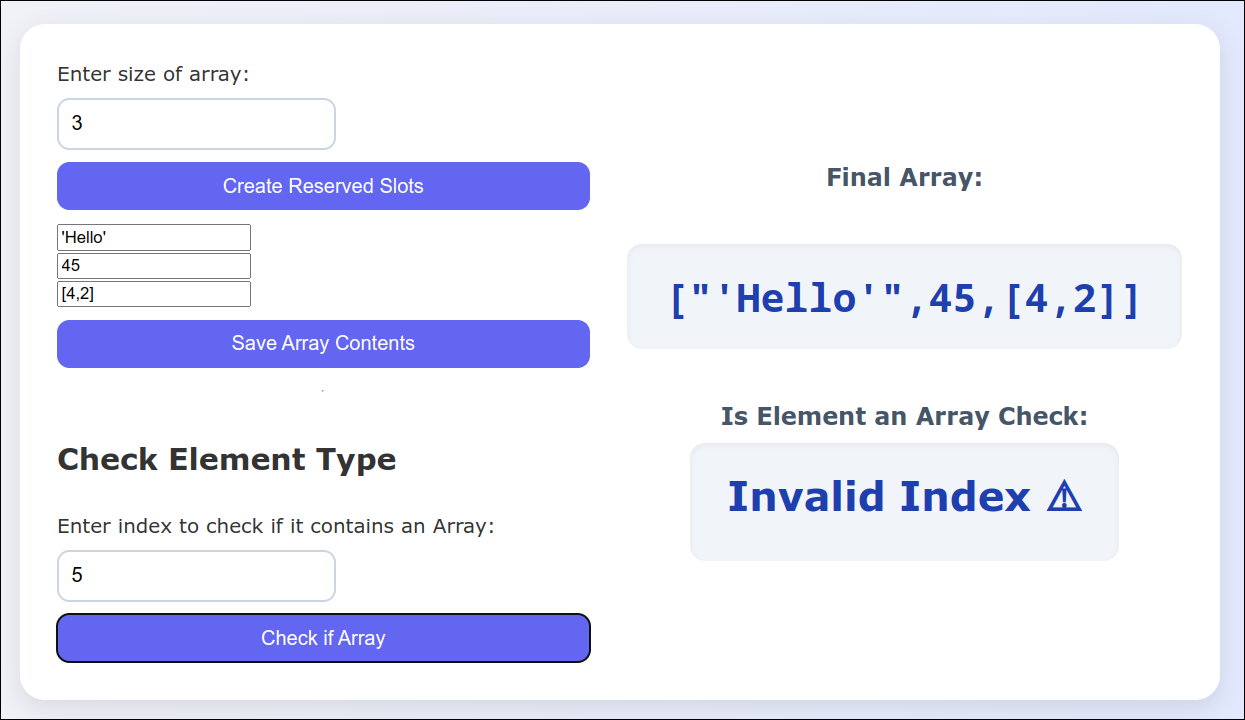 Enter size of array:
3
Create Reserved Slots
'Hello'
45
[4,2]
Save Array Contents
Check Element Type
Enter index to check if it contains an Array:
5
Check if Array
Final Array:
["'Hello'",45,[4,2]]
Is Element an Array Check:
Invalid Index ⚠